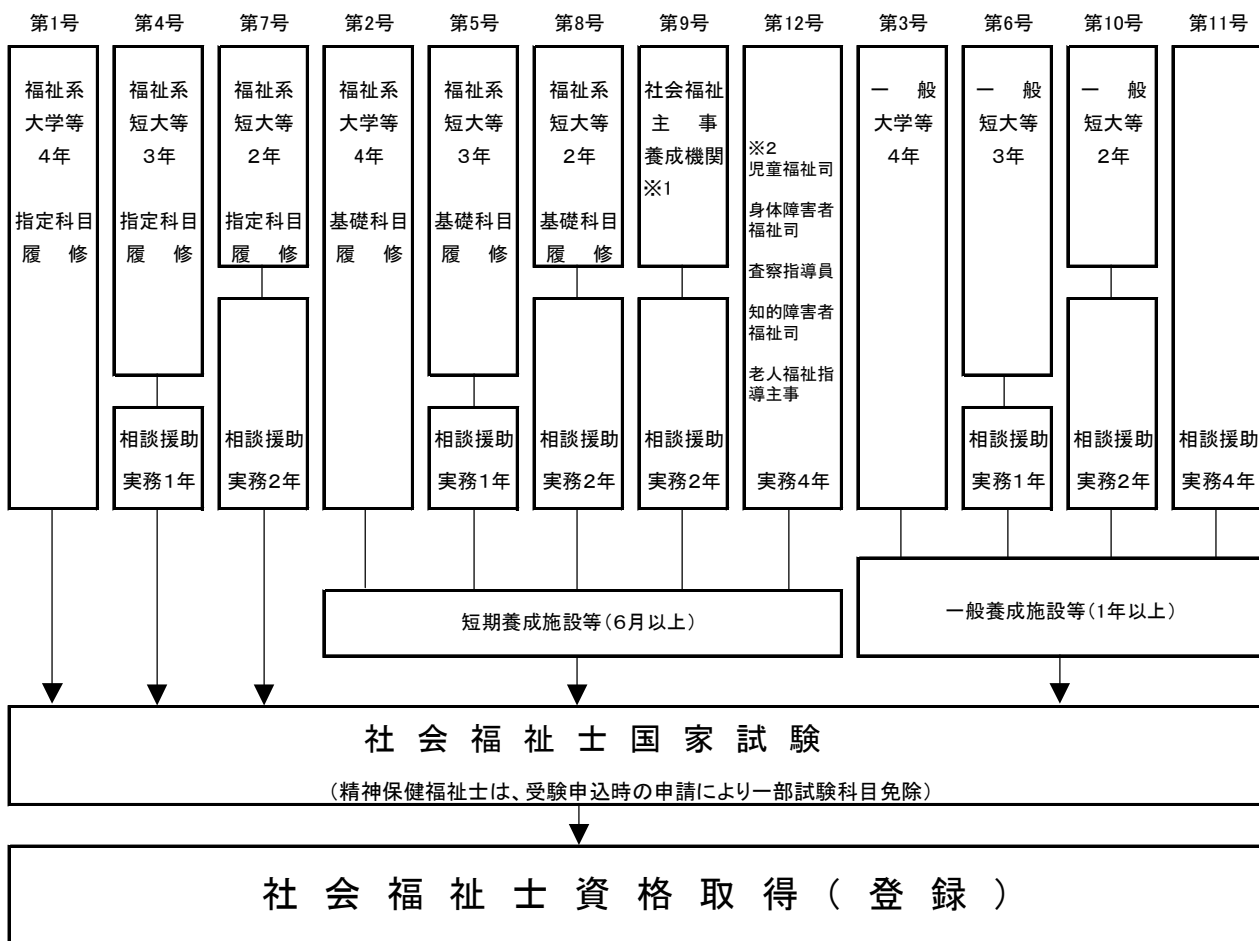 第1号
第4号
第7号
第2号
第5号
第8号
第9号
第12号
第3号
第6号
第10号
第11号
福祉系
大学等
4年
指定科目
履 修
福祉系
短大等
3年
指定科目
履 修
相談援助
実務1年
福祉系
短大等
2年
指定科目
履 修
相談援助
実務2年
福祉系
大学等
4年
基礎科目
履 修
福祉系
短大等
3年
基礎科目
履 修
相談援助
実務1年
福祉系
短大等
2年
基礎科目
履 修
相談援助
実務2年
社会福祉
主 事
養成機関
※1
相談援助
実務2年
※2
児童福祉司
身体障害者
福祉司
査察指導員
知的障害者
福祉司
老人福祉指
導主事
実務4年
一 般
大学等
4年
一 般
短大等
3年
相談援助
実務1年
一 般
短大等
2年
相談援助
実務2年
相談援助
実務4年
短期養成施設等(6月以上)
一般養成施設等(1年以上)
社 会 福 祉 士 国 家 試 験
(精神保健福祉士は、受験申込時の申請により一部試験科目免除)
社 会 福 祉 士 資 格 取 得 ( 登 録 )